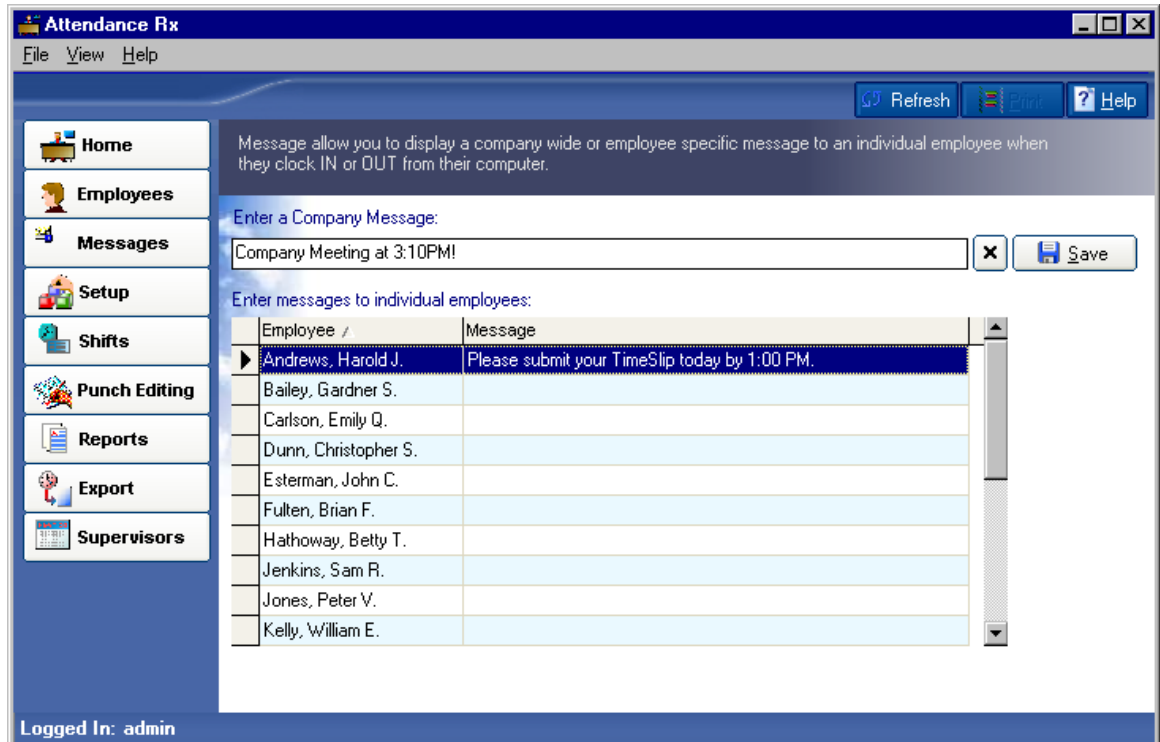 Attendance Rx
File View Help
Refresh Print Help
Home
Employees
Messages
Setup
Shifts
Punch Editing
Reports
Export
Supervisors
Message allow you to display a company wide or employee specific message to an individual employee when
they clock IN or OUT from their computer.
Enter a Company Message:
Company Meeting at 3:10PM!
Save
Enter messages to individual employees:
Employee Message
Andrews, Harold J. Please submit your TimeSlip today by 1:00 PM.
Bailey, Gardner S.
Carlson, Emily Q.
Dunn, Christopher S.
Esterman, John C.
Fulten, Brian F.
Hathoway, Betty T.
Jenkins, Sam R.
Jones, Peter V.
Kelly, William E.
Logged In: admin